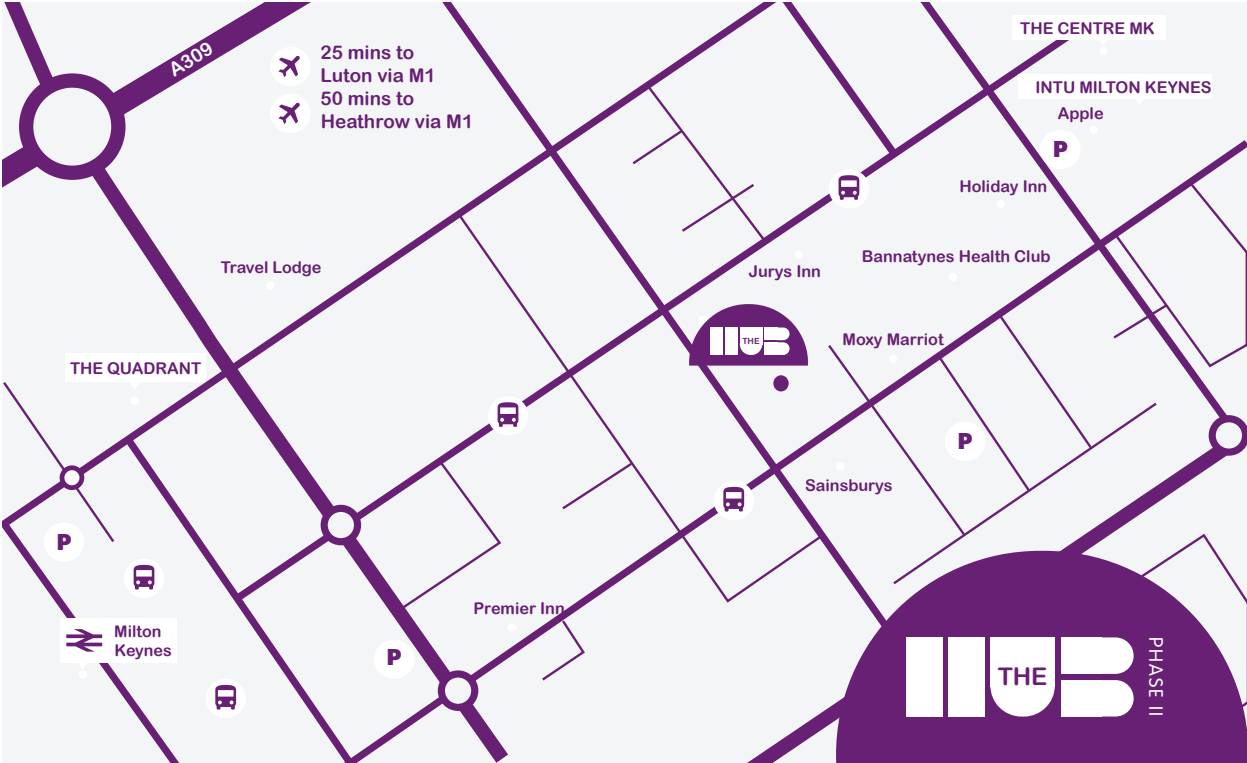 A309
25 mins to
Luton via M1
50 mins to
Heathrow via M1
THE CENTRE MK
INTU MILTON KEYNES
Apple
P
Holiday Inn
Bannatynes Health Club
Jurys Inn
Travel Lodge
THE HUB
Moxy Marriot
THE QUADRANT
P
Sainsburys
P
Premier Inn
Milton
Keynes
P
THE HUB
PHASE II